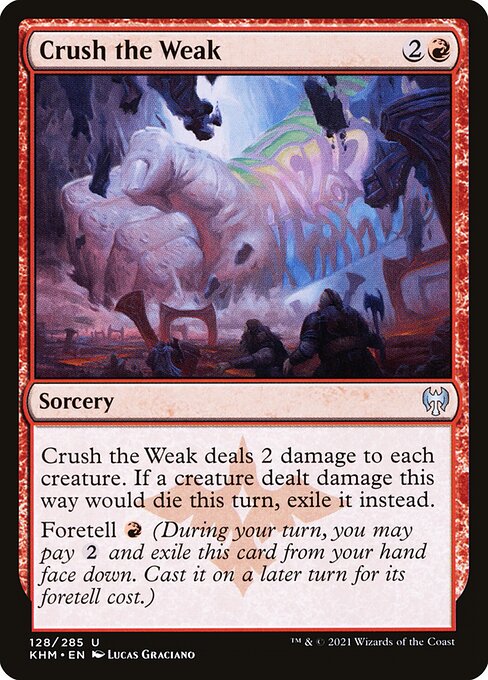 Crush the Weak 2
Sorcery
Crush the Weak deals 2 damage to each
creature. If a creature dealt damage this
way would die this turn, exile it instead.
Foretell (During your turn, you may
pay 2 and exile this card from your hand
face down. Cast it on a later turn for its
foretell cost.)
128/285 U
KHM • EN Lucas Graciano
™ & © 2021 Wizards of the Coast